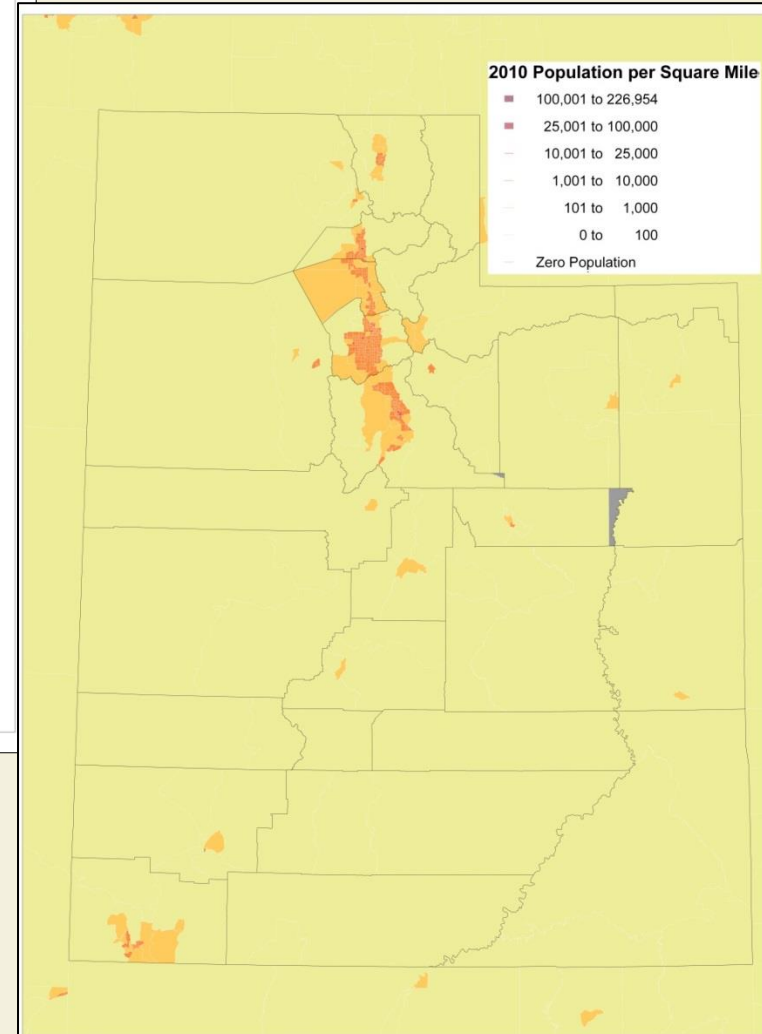 2010 Population per Square Mile
100,001 to 226,954
25,001 to 100,000
10,001 to 25,000
1,001 to 10,000
101 to 1,000
0 to 100
Zero Population